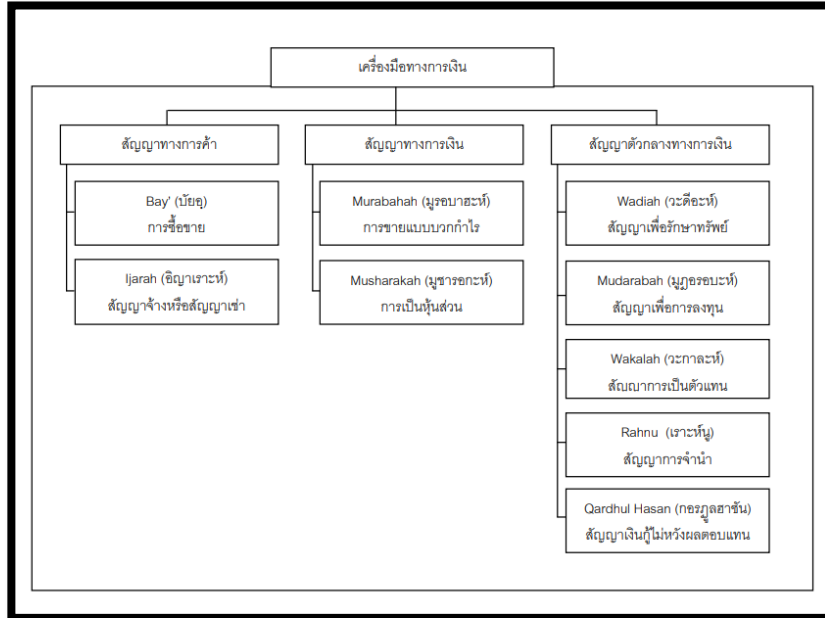 เครื่องมือทางการเงิน
สัญญาทางการค้า
Bay' (บัยอฺ)
การซื้อขาย
Ijarah (อิญาเราะห์)
สัญญาจ้างหรือสัญญาเช่า
สัญญาทางการเงิน
Murabahah (มูรอบาฮะห์)
การขายแบบบวกกำไร
Musharakah (มูชารอกะห์)
การเป็นหุ้นส่วน
สัญญาตัวกลางทางการเงิน
Wadiah (วะดีอะห์)
สัญญาเพื่อรักษาทรัพย์
Mudarabah (มูฎอรอบะห์)
สัญญาเพื่อการลงทุน
Wakalah (วะกาละห์)
สัญญาการเป็นตัวแทน
Rahnu (เราะห์นู)
สัญญาการจำนำ
Qardhul Hasan (กอรฎูลฮาซัน)
สัญญาเงินกู้ไม่หวังผลตอบแทน